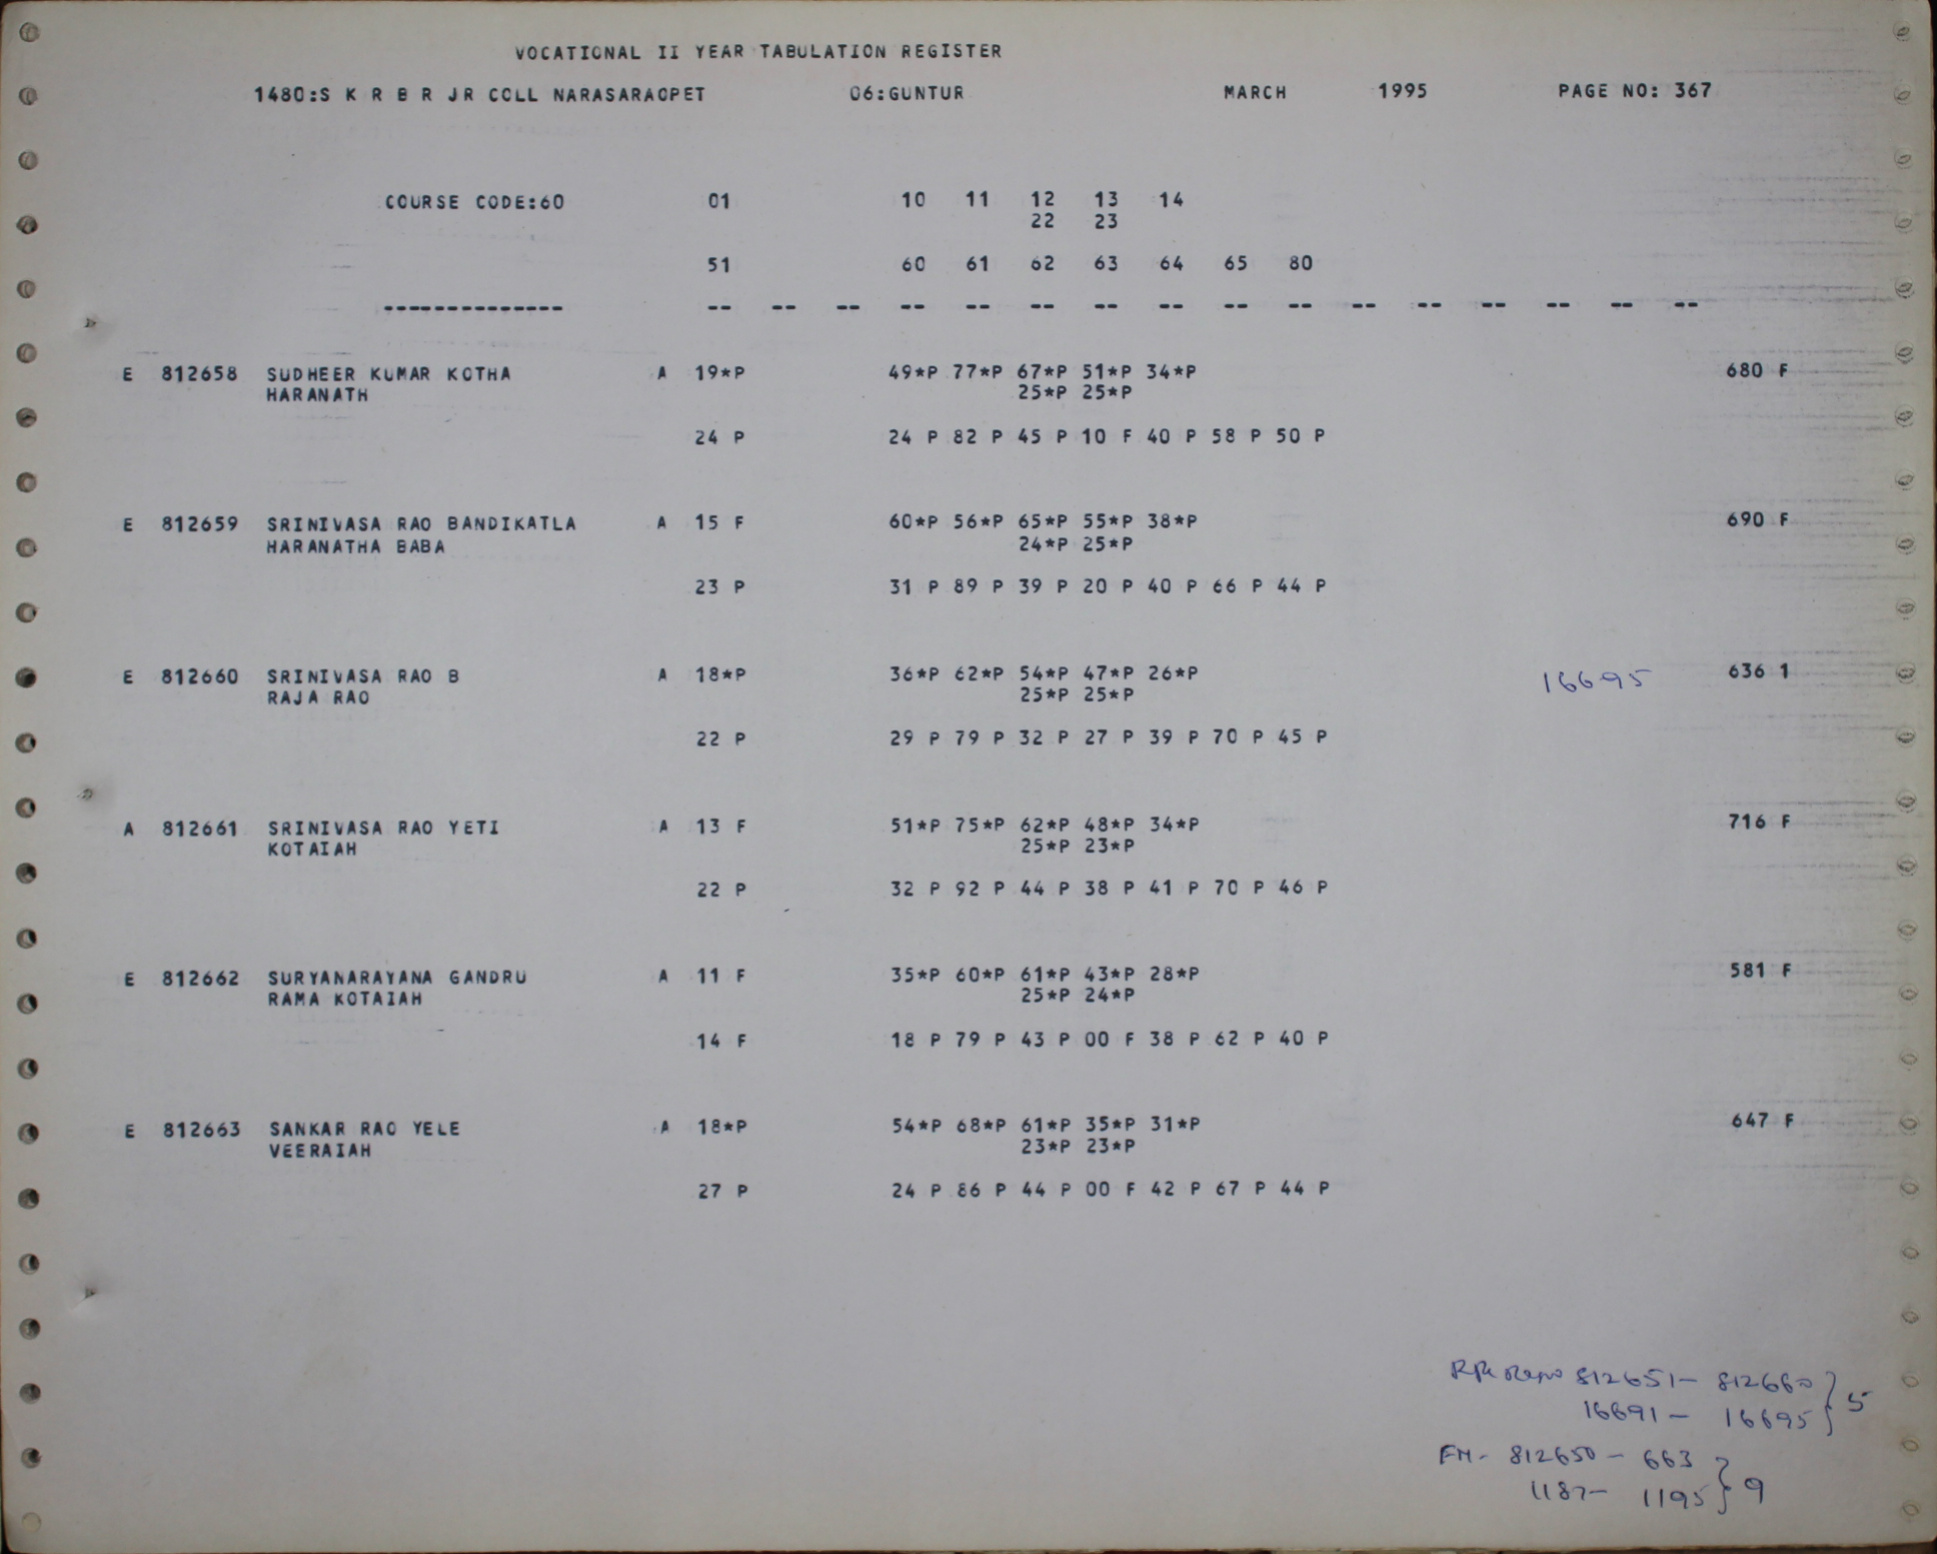 VOCATIONAL II YEAR TABULATION REGISTER
1480:S K R B R JR COLL NARASARAOPET 06:GUNTUR MARCH 1995 PAGE NO: 367
COURSE CODE:60 01 10 11 12 13 14
22 23
51 60 61 62 63 64 65 80
-------------- -- -- -- -- -- -- -- -- -- -- -- -- -- -- -- --
E 812658 SUDHEER KUMAR KOTHA A 19*P 49*P 77*P 67*P 51*P 34*P 680 F
HARANATH 25*P 25*P
24 P 24 P 82 P 45 P 10 F 40 P 58 P 50 P
E 812659 SRINIVASA RAO BANDIKATLA A 15 F 60*P 56*P 65*P 55*P 38*P 690 F
HARANATHA BABA 24*P 25*P
23 P 31 P 89 P 39 P 20 P 40 P 66 P 44 P
E 812660 SRINIVASA RAO B A 18*P 36*P 62*P 54*P 47*P 26*P 16695 636 1
RAJA RAO 25*P 25*P
22 P 29 P 79 P 32 P 27 P 39 P 70 P 45 P
A 812661 SRINIVASA RAO YETI A 13 F 51*P 75*P 62*P 48*P 34*P 716 F
KOTAIAH 25*P 23*P
22 P 32 P 92 P 44 P 38 P 41 P 70 P 46 P
E 812662 SURYANARAYANA GANDRU A 11 F 35*P 60*P 61*P 43*P 28*P 581 F
RAMA KOTAIAH 25*P 24*P
14 F 18 P 79 P 43 P 00 F 38 P 62 P 40 P
E 812663 SANKAR RAO YELE A 18*P 54*P 68*P 61*P 35*P 31*P 647 F
VEERAIAH 23*P 23*P
27 P 24 P 86 P 44 P 00 F 42 P 67 P 44 P
812651- 812660 } 5
16691- 16695
FM- 812650- 663 } 9
1187- 1195